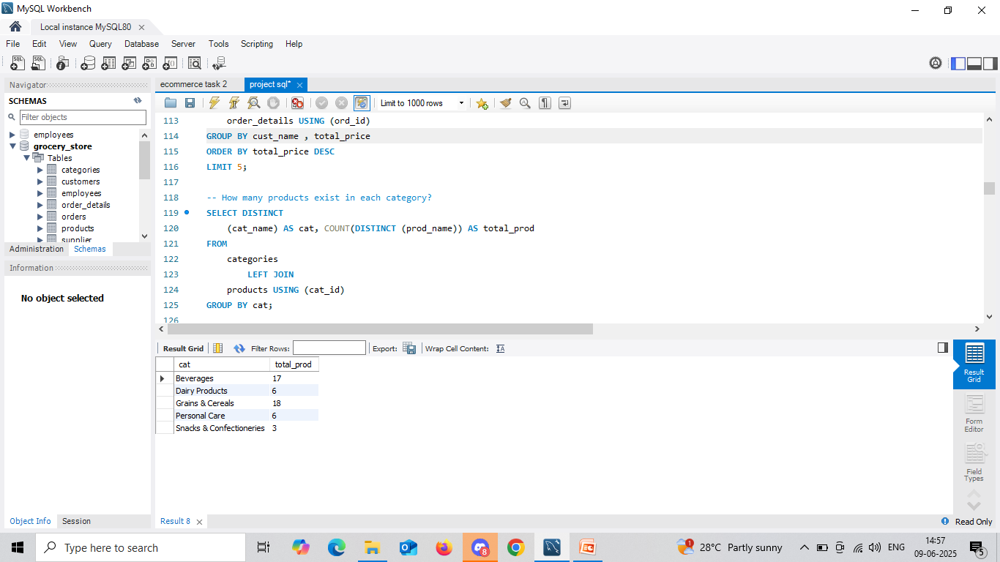 MySQL Workbench
Local instance MySQL80
File Edit View Query Database Server Tools Scripting Help
Navigator
SCHEMAS
Filter objects
employees
grocery_store
Tables
categories
customers
employees
order_details
orders
products
supplier
Administration Schemas
Information
No object selected
Object Info Session
ecommerce task 2 project sql*
Limit to 1000 rows
113 order_details USING (ord_id)
114 GROUP BY cust_name , total_price
115 ORDER BY total_price DESC
116 LIMIT 5;
117
118 -- How many products exist in each category?
119 SELECT DISTINCT
120 (cat_name) AS cat, COUNT(DISTINCT (prod_name)) AS total_prod
121 FROM
122 categories
123 LEFT JOIN
124 products USING (cat_id)
125 GROUP BY cat;
126
Result Grid Filter Rows: Export: Wrap Cell Content:
cat total_prod
Beverages 17
Dairy Products 6
Grains & Cereals 18
Personal Care 6
Snacks & Confectioneries 3
Result Grid
Form Editor
Field Types
Result 8
Read Only
Type here to search
8
1
28°C Partly sunny
ENG
14:57
09-06-2025
5